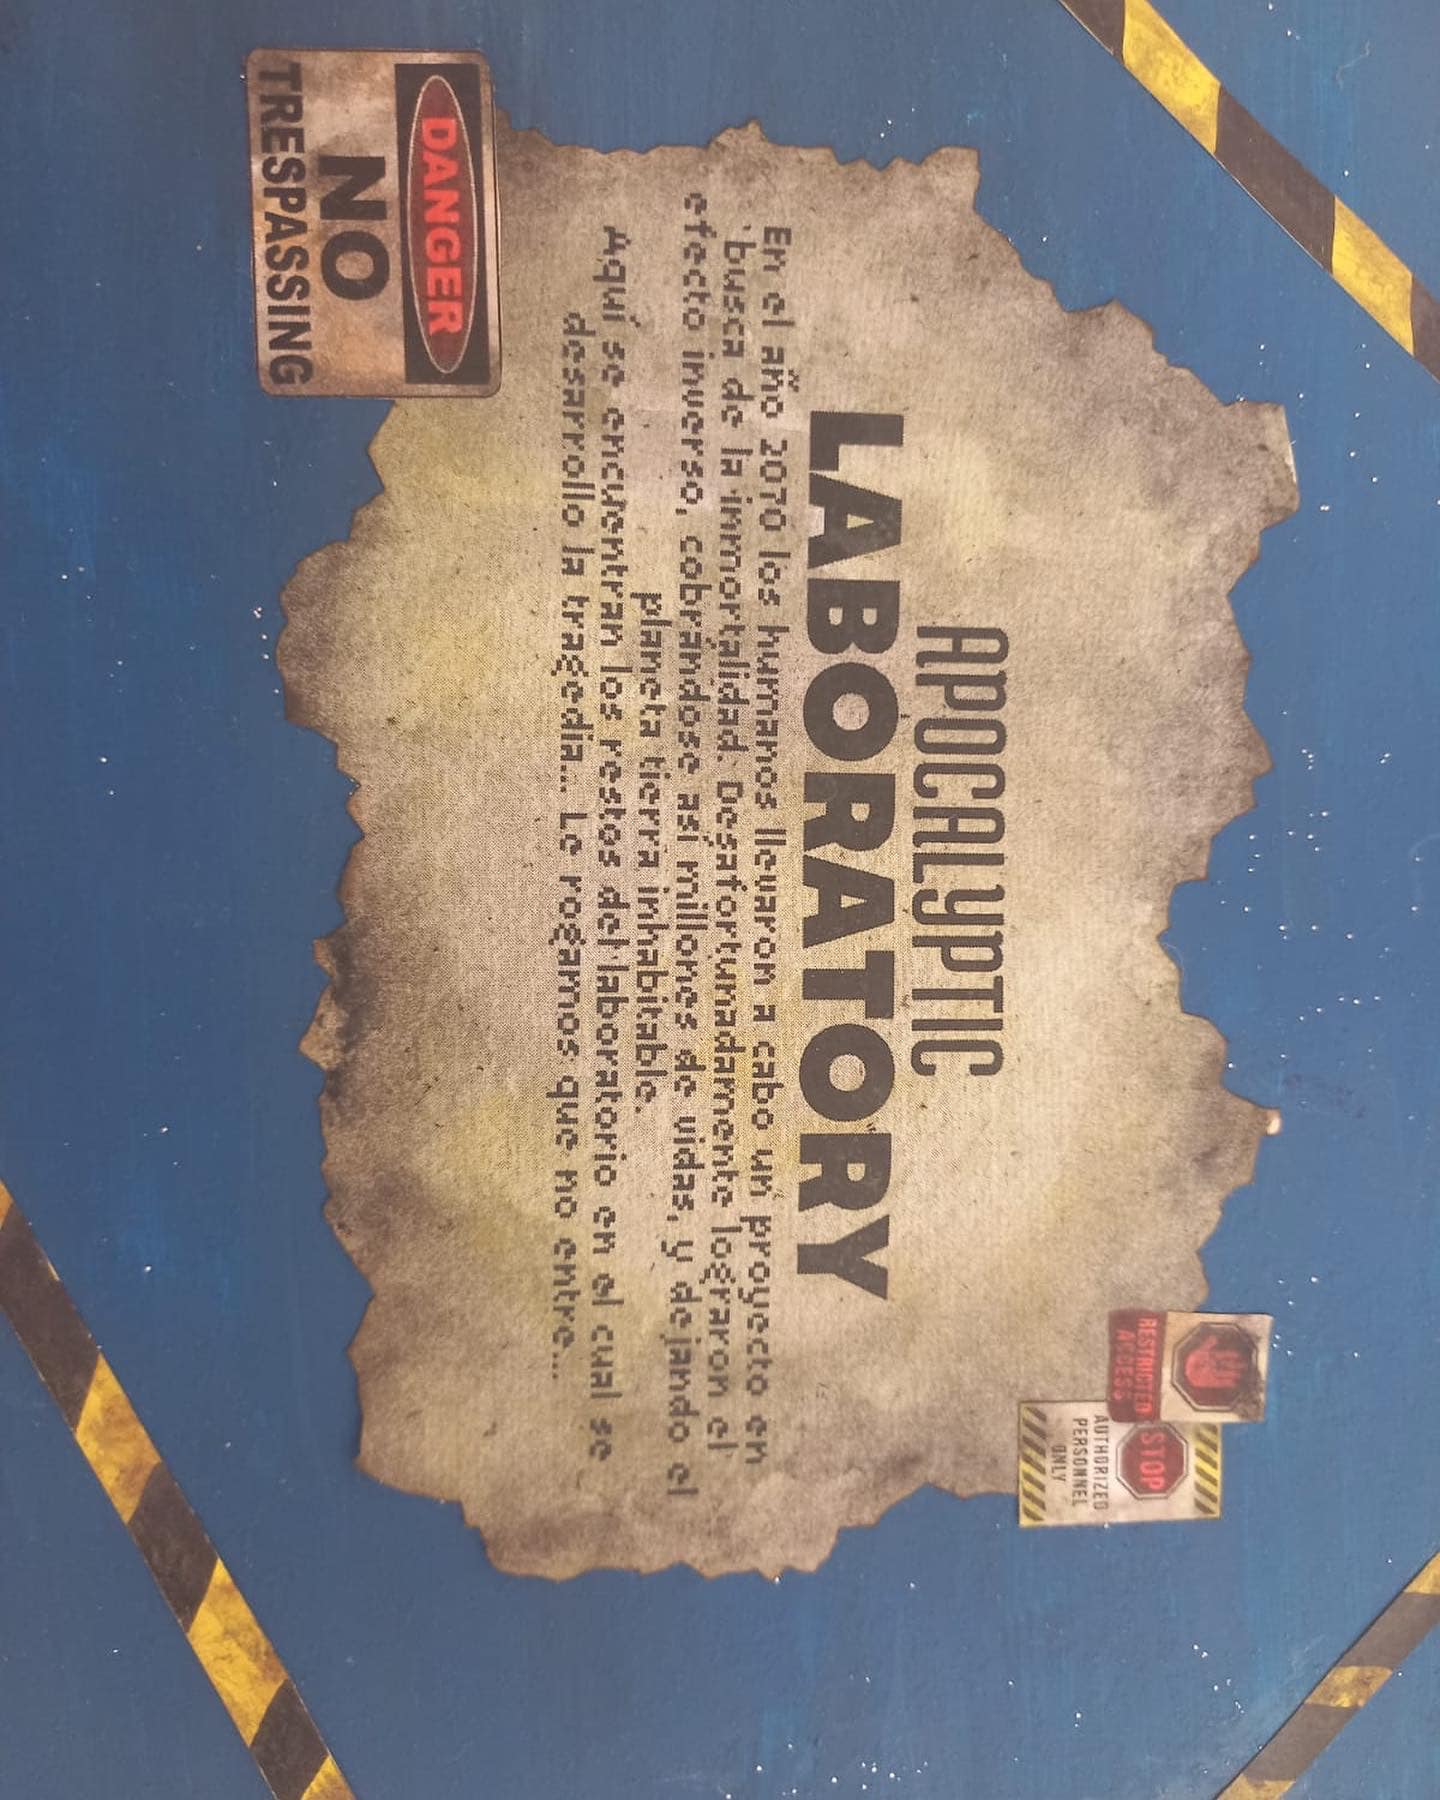 APOCALYPTIC
LABORATORY
En el año 2070 los humanos llevaron a cabo un proyecto en
busca de la inmortalidad. Desafortunadamente lograron el
efecto inverso, cobrándose así millones de vidas, y dejando el
planeta tierra inhabitable.
Aquí se encuentran los restos del laboratorio en el cual se
desarrollo la tragedia... Le rogamos que no entre...
DANGER
NO
TRESPASSING
RESTRICTED
ACCESS
STOP
AUTHORIZED
PERSONNEL
ONLY